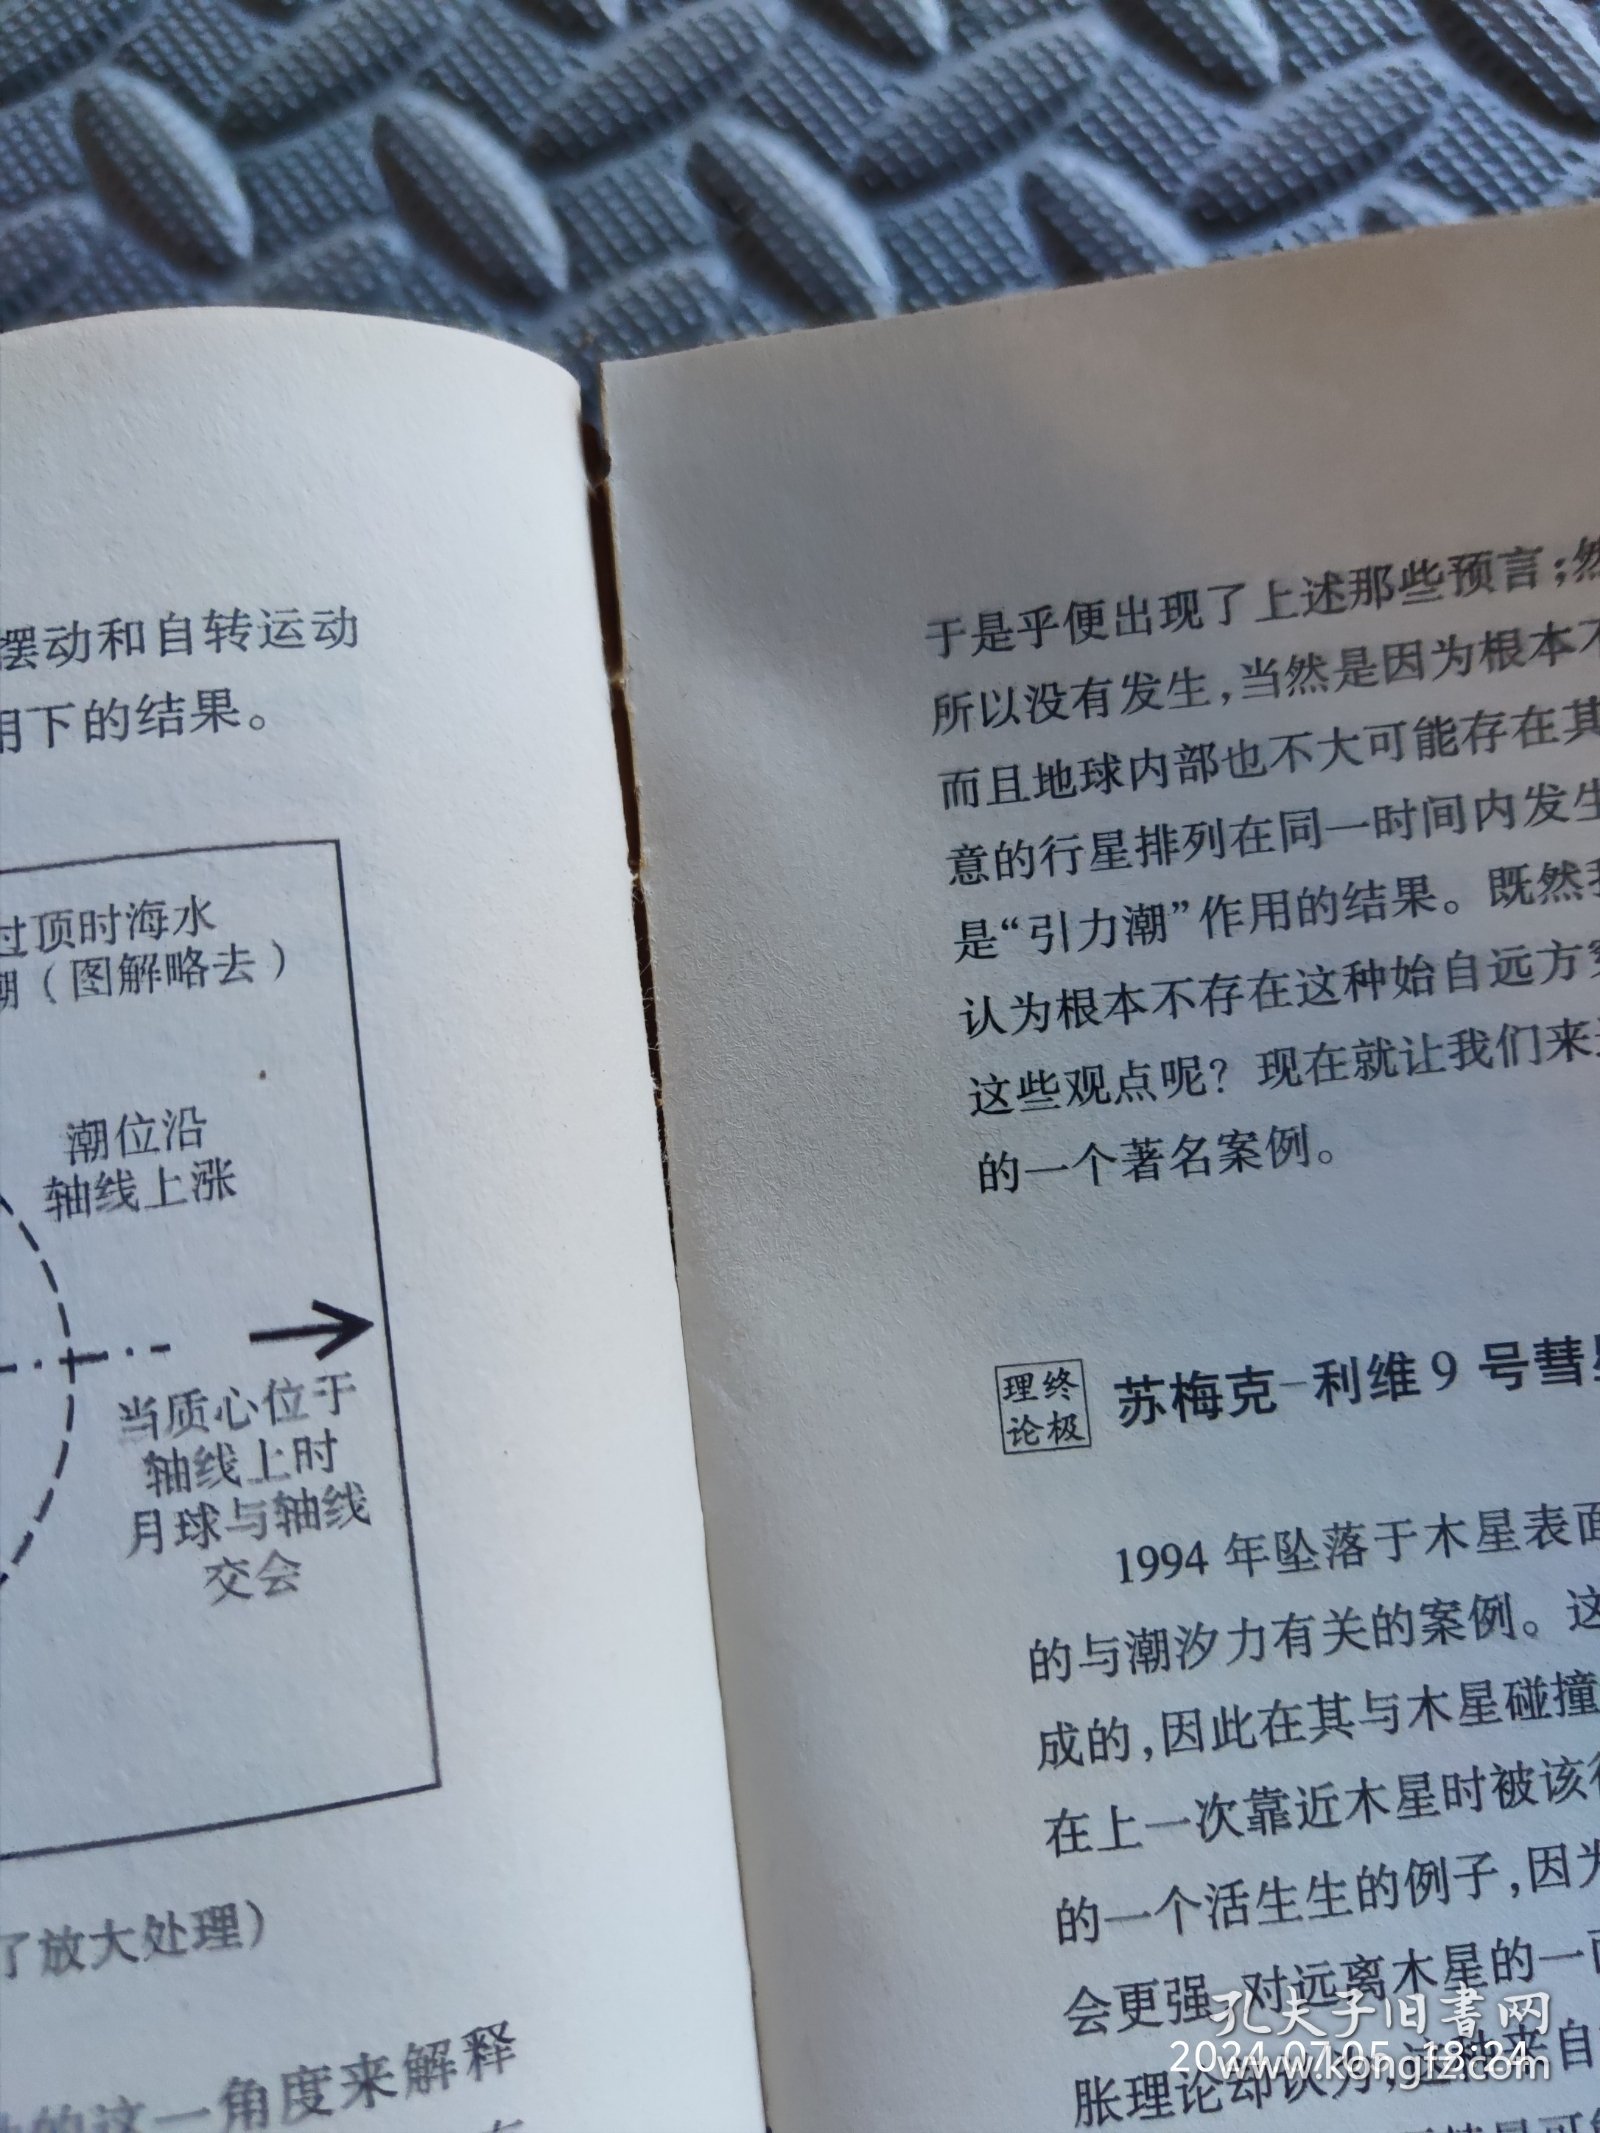 摆动和自转运动
用下的结果。
过顶时海水
潮(图解略去)
潮位沿
轴线上涨
当质心位于
轴线上时
月球与轴线
交会
了放大处理)
的这一角度来解释
于是乎便出现了上述那些预言;然
所以没有发生,当然是因为根本不
而且地球内部也不大可能存在其
意的行星排列在同一时间内发生
是“引力潮”作用的结果。既然我
认为根本不存在这种始自远方
这些观点呢?现在就让我们来
的一个著名案例。
终极
理论
苏梅克-利维9号彗星
1994年坠落于木星表面
的与潮汐力有关的案例。这
成的,因此在其与木星碰撞
在上一次靠近木星时被该行
的一个活生生的例子,因为
会更强,对远离木星的一面
胀理论却认为,这种来自
孔夫子旧書网
2024.07.05 18:24
www.kongfz.com